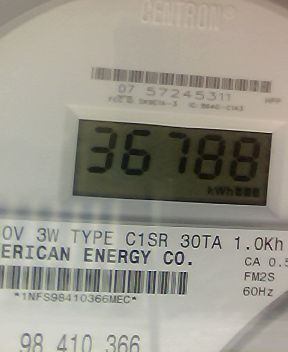 CENTRON®
07 57245311
36788
kWh
0V 3W TYPE C1SR 30TA 1.0Kh
ERICAN ENERGY CO.
CA 0.5
FM2S
60Hz
*1NFS98410366MEC*
98 410 366